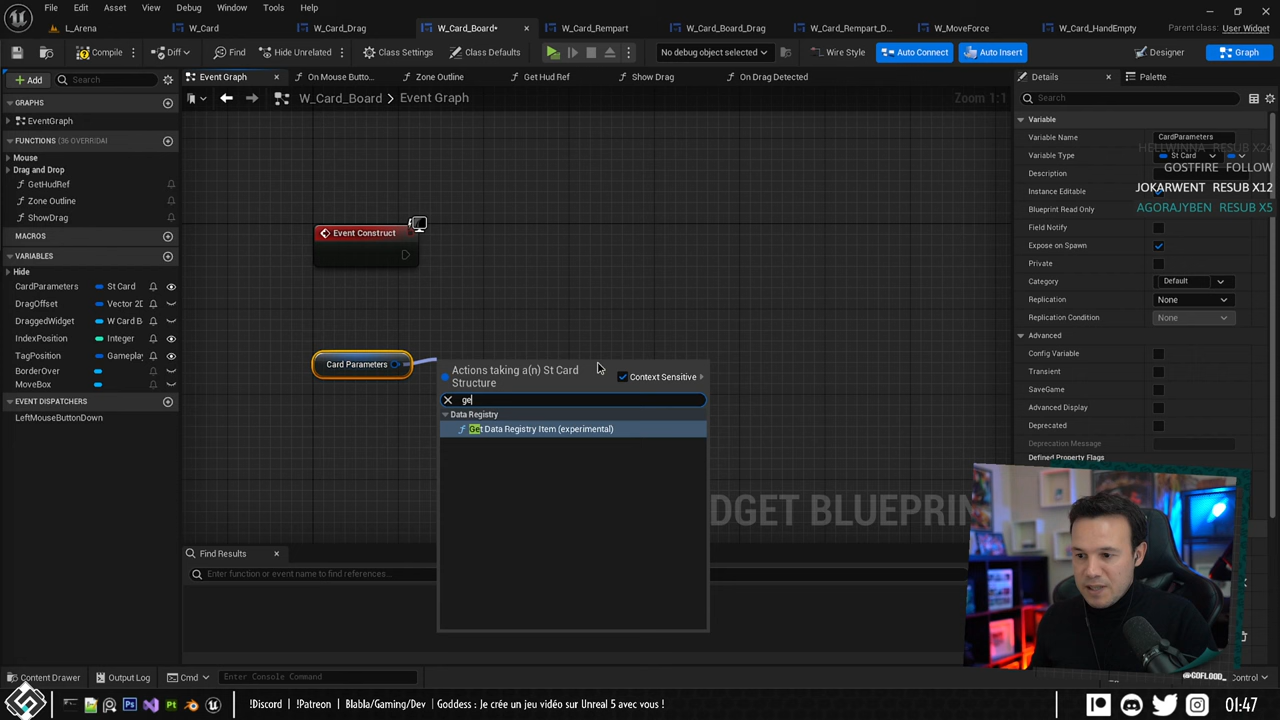 File Edit Asset View Debug Window Tools Help
L_Arena W_Card W_Card_Drag W_Card_Board* W_Card_Rempart W_Card_Board_Drag W_Card_Rempart_D... W_MoveForce W_Card_HandEmpty Parent class: User Widget
Compile Diff Find Hide Unrelated Class Settings Class Defaults No debug object selected Wire Style Auto Connect Auto Insert Designer Graph
Add Search Event Graph On Mouse Butto... Zone Outline Get Hud Ref Show Drag On Drag Detected Details Palette
W_Card_Board > Event Graph Zoom 1:1 Search
GRAPHS
EventGraph
FUNCTIONS (36 OVERRIDAI
Mouse
Drag and Drop
GetHudRef
Zone Outline
ShowDrag
MACROS
VARIABLES
Hide
CardParameters St Card
DragOffset Vector 2D
DraggedWidget W Card B
IndexPosition Integer
TagPosition Gameplay
BorderOver
MoveBox
EVENT DISPATCHERS
LeftMouseButtonDown
Event Construct
Card Parameters
Actions taking a(n) St Card Structure
Context Sensitive
ge
Data Registry
Get Data Registry Item (experimental)
Find Results
Enter function or event name to find references...
Variable
Variable Name CardParameters
Variable Type St Card
Description
Instance Editable
Blueprint Read Only
Field Notify
Expose on Spawn
Private
Category Default
Replication None
Replication Condition None
Advanced
Config Variable
Transient
SaveGame
Advanced Display
Deprecated
Deprecation Message
Defined Property Flags
HELLWINNA RESUB X24
GOSTFIRE FOLLOW
JOKARWENT RESUB X12
AGORAJYBEN RESUB X5
Content Drawer Output Log Cmd Enter Console Command
@GOFLOOD_
!Discord | !Patreon | Blabla/Gaming/Dev | Goddess : Je crée un jeu vidéo sur Unreal 5 avec vous ! 01:47